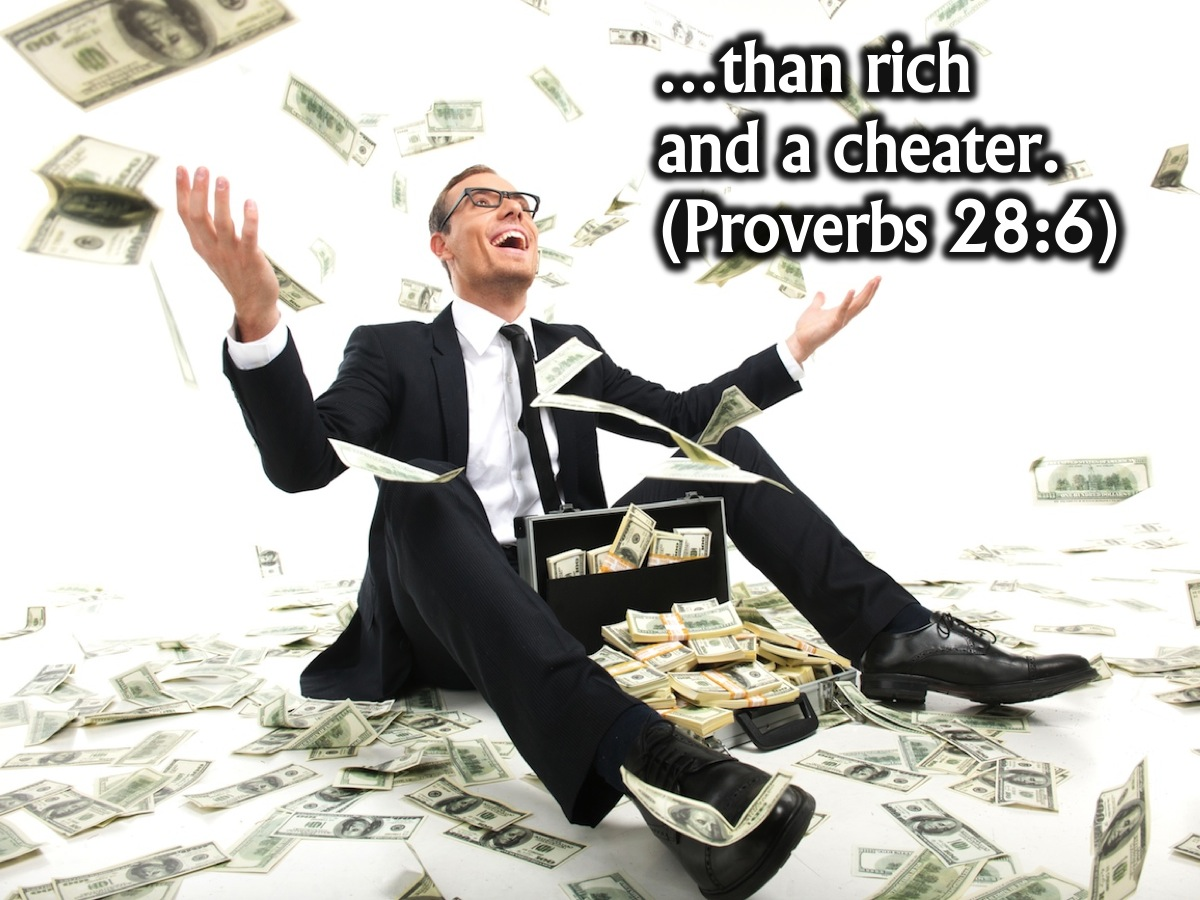 ...than rich
and a cheater.
(Proverbs 28:6)